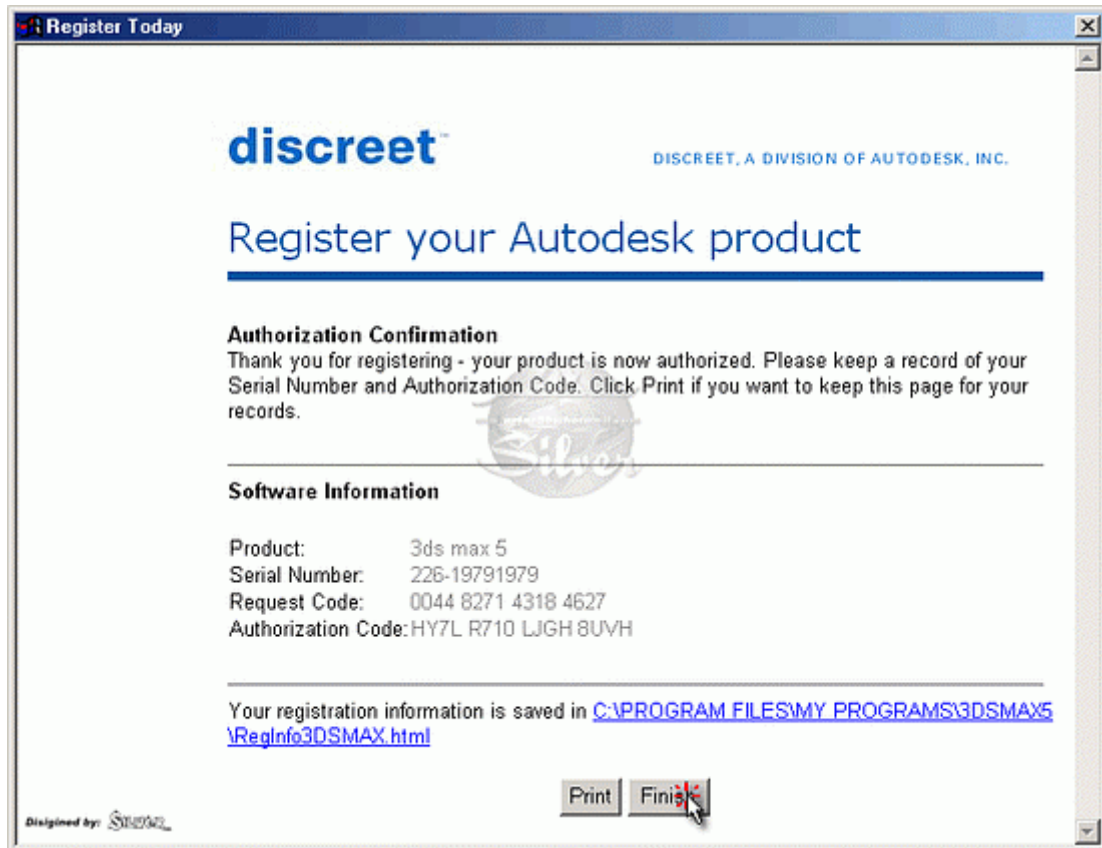 Register Today
discreet™
DISCREET, A DIVISION OF AUTODESK, INC.
Register your Autodesk product
Authorization Confirmation
Thank you for registering - your product is now authorized. Please keep a record of your
Serial Number and Authorization Code. Click Print if you want to keep this page for your
records.
Silver
Software Information
Product: 3ds max 5
Serial Number: 226-19791979
Request Code: 0044 8271 4318 4627
Authorization Code: HY7L R710 LJGH 8UVH
Your registration information is saved in C:\PROGRAM FILES\MY PROGRAMS\3DSMAX5
\RegInfo3DSMAX.html
Print Finish
Disigined by: